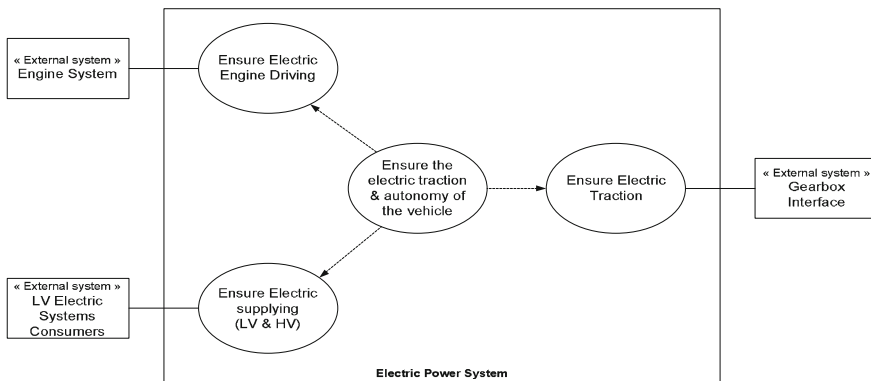 « External system »
Engine System
Ensure Electric
Engine Driving
Ensure the
electric traction
& autonomy of
the vehicle
Ensure Electric
Traction
« External system »
Gearbox
Interface
« External system »
LV Electric
Systems
Consumers
Ensure Electric
supplying
(LV & HV)
Electric Power System